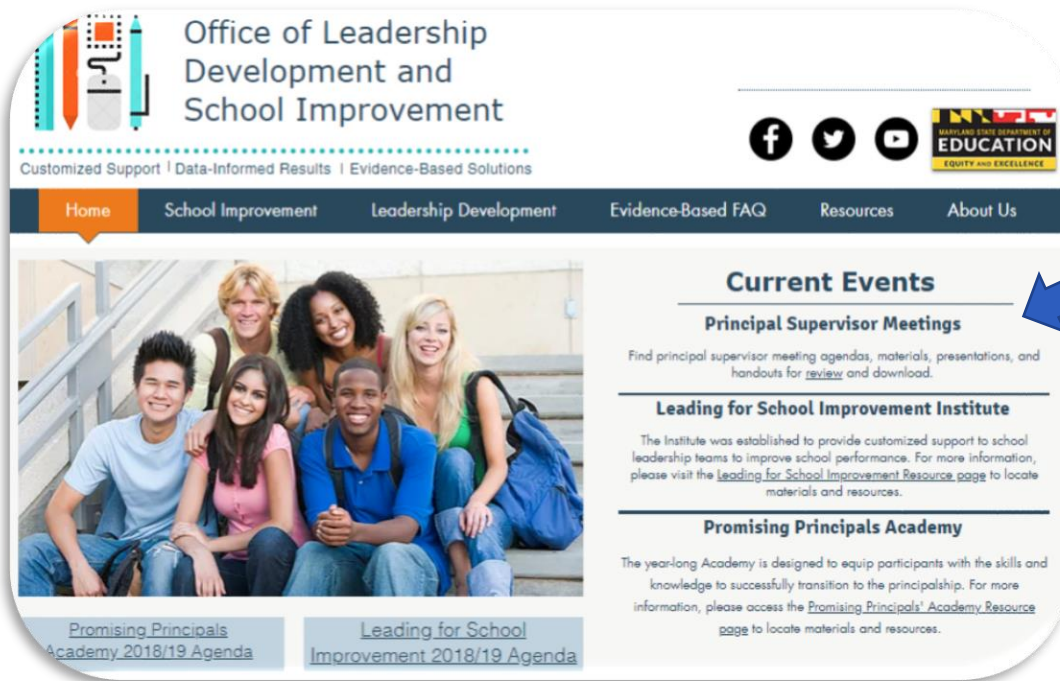 Office of Leadership
Development and
School Improvement
Customized Support | Data-Informed Results | Evidence-Based Solutions
MARYLAND STATE DEPARTMENT OF
EDUCATION
EQUITY AND EXCELLENCE
Home School Improvement Leadership Development Evidence-Based FAQ Resources About Us
Current Events
Principal Supervisor Meetings
Find principal supervisor meeting agendas, materials, presentations, and
handouts for review and download.
Leading for School Improvement Institute
The Institute was established to provide customized support to school
leadership teams to improve school performance. For more information,
please visit the Leading for School Improvement Resource page to locate
materials and resources.
Promising Principals Academy
The year-long Academy is designed to equip participants with the skills and
knowledge to successfully transition to the principalship. For more
information, please access the Promising Principals' Academy Resource
page to locate materials and resources.
Promising Principals
Academy 2018/19 Agenda
Leading for School
Improvement 2018/19 Agenda